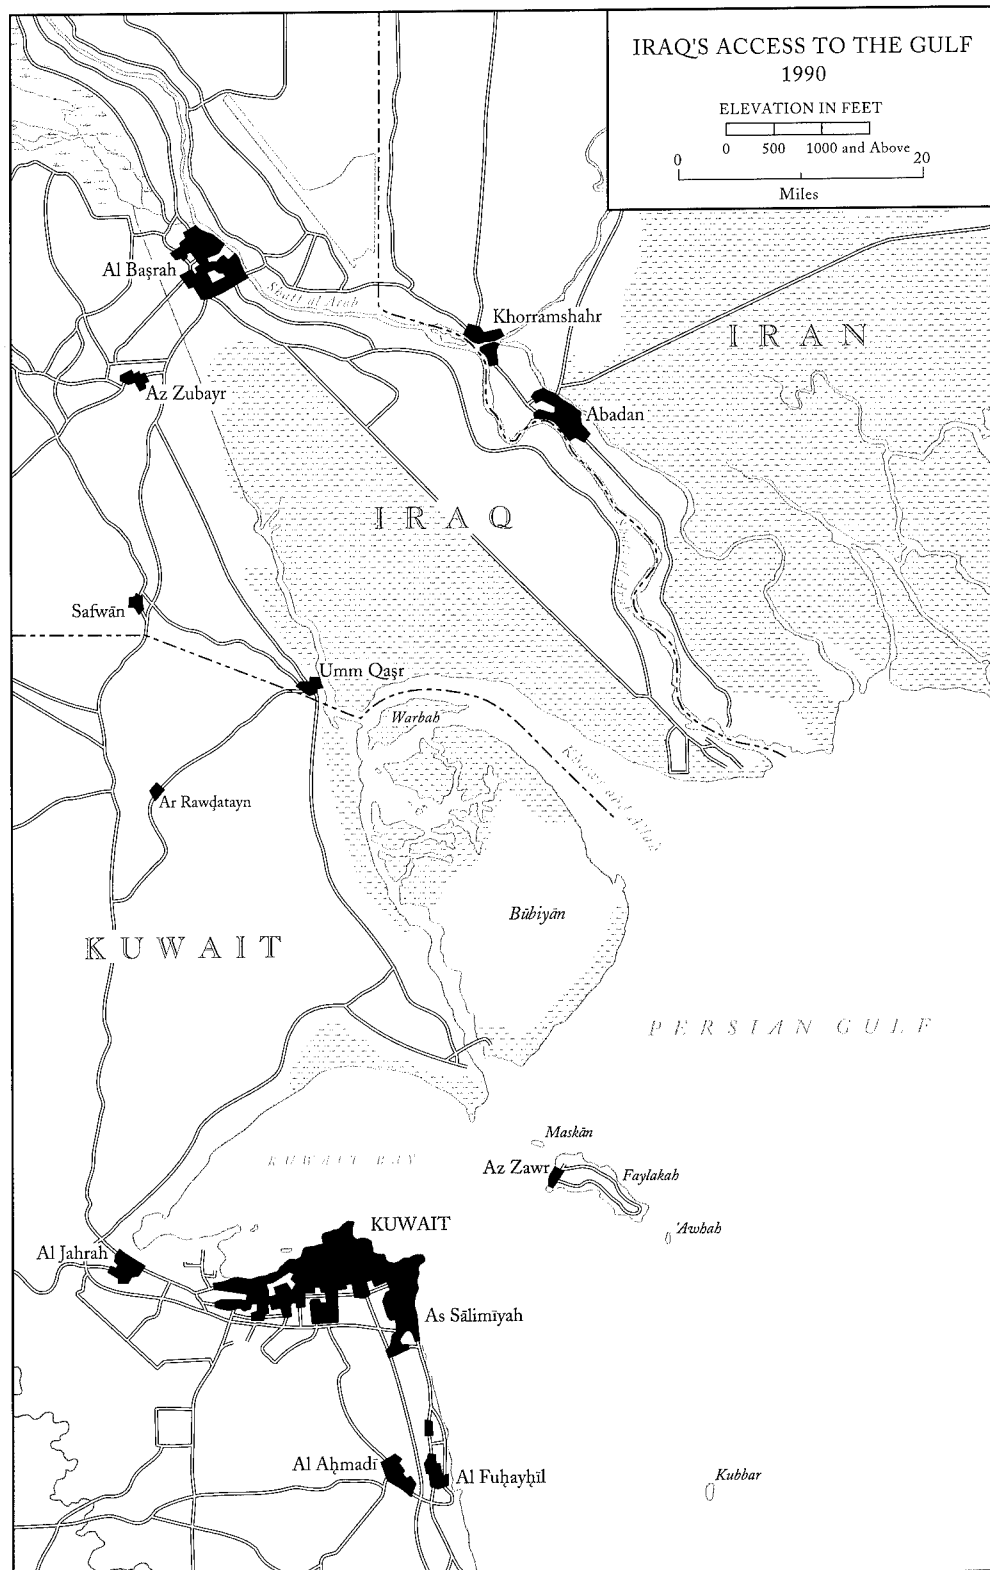 IRAQ'S ACCESS TO THE GULF
1990
ELEVATION IN FEET
0 500 1000 and Above
0 20
Miles
Al Başrah
Shatt al Arab
Khorramshahr
IRAN
Az Zubayr
Abadan
IRAQ
Safwān
Umm Qaşr
Warbah
Ar Rawḑatayn
Būbiyān
KUWAIT
PERSIAN GULF
Maskān
KUWAIT BAY
Az Zawr
Faylakah
'Awhah
KUWAIT
Al Jahrah
As Sālimīyah
Al Aḥmadī
Al Fuḥayḥīl
Kubbar